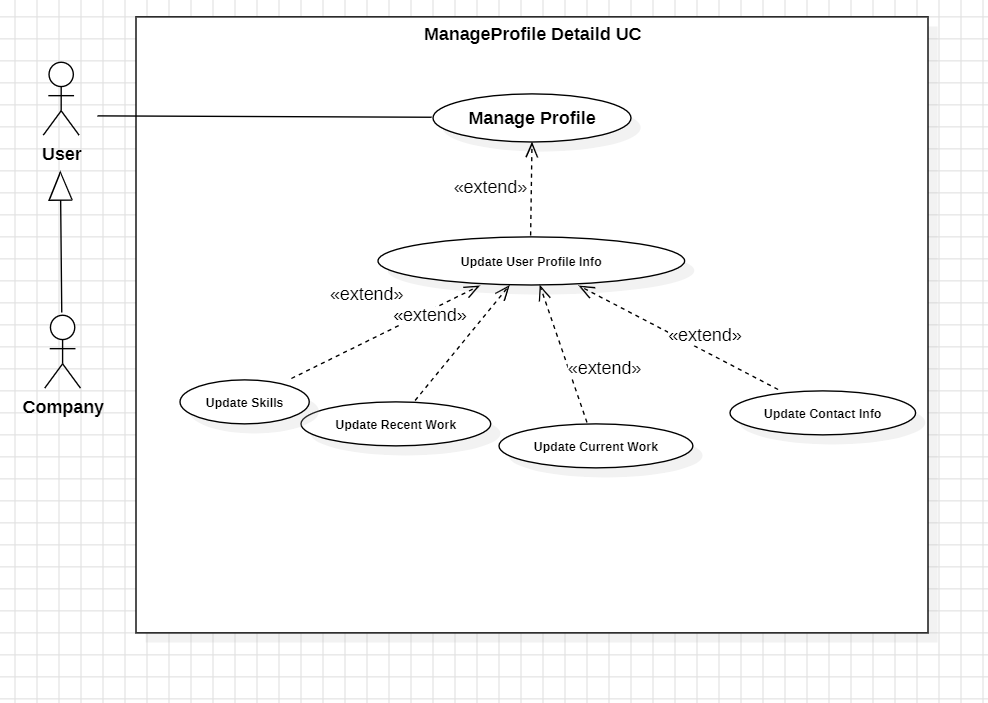 ManageProfile Detaild UC
Manage Profile
User
«extend»
Update User Profile Info
«extend»
«extend»
«extend»
«extend»
Company
Update Skills
Update Recent Work
Update Current Work
Update Contact Info